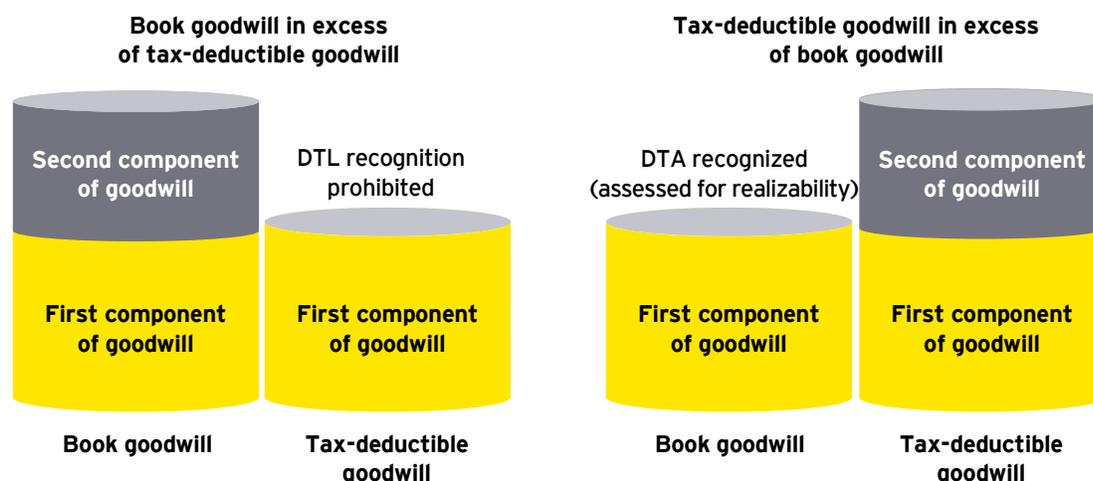 Book goodwill in excess
of tax-deductible goodwill
Second component
of goodwill
DTL recognition
prohibited
First component
of goodwill
First component
of goodwill
Book goodwill
Tax-deductible
goodwill
Tax-deductible goodwill in excess
of book goodwill
DTA recognized
(assessed for realizability)
Second component
of goodwill
First component
of goodwill
First component
of goodwill
Book goodwill
Tax-deductible
goodwill